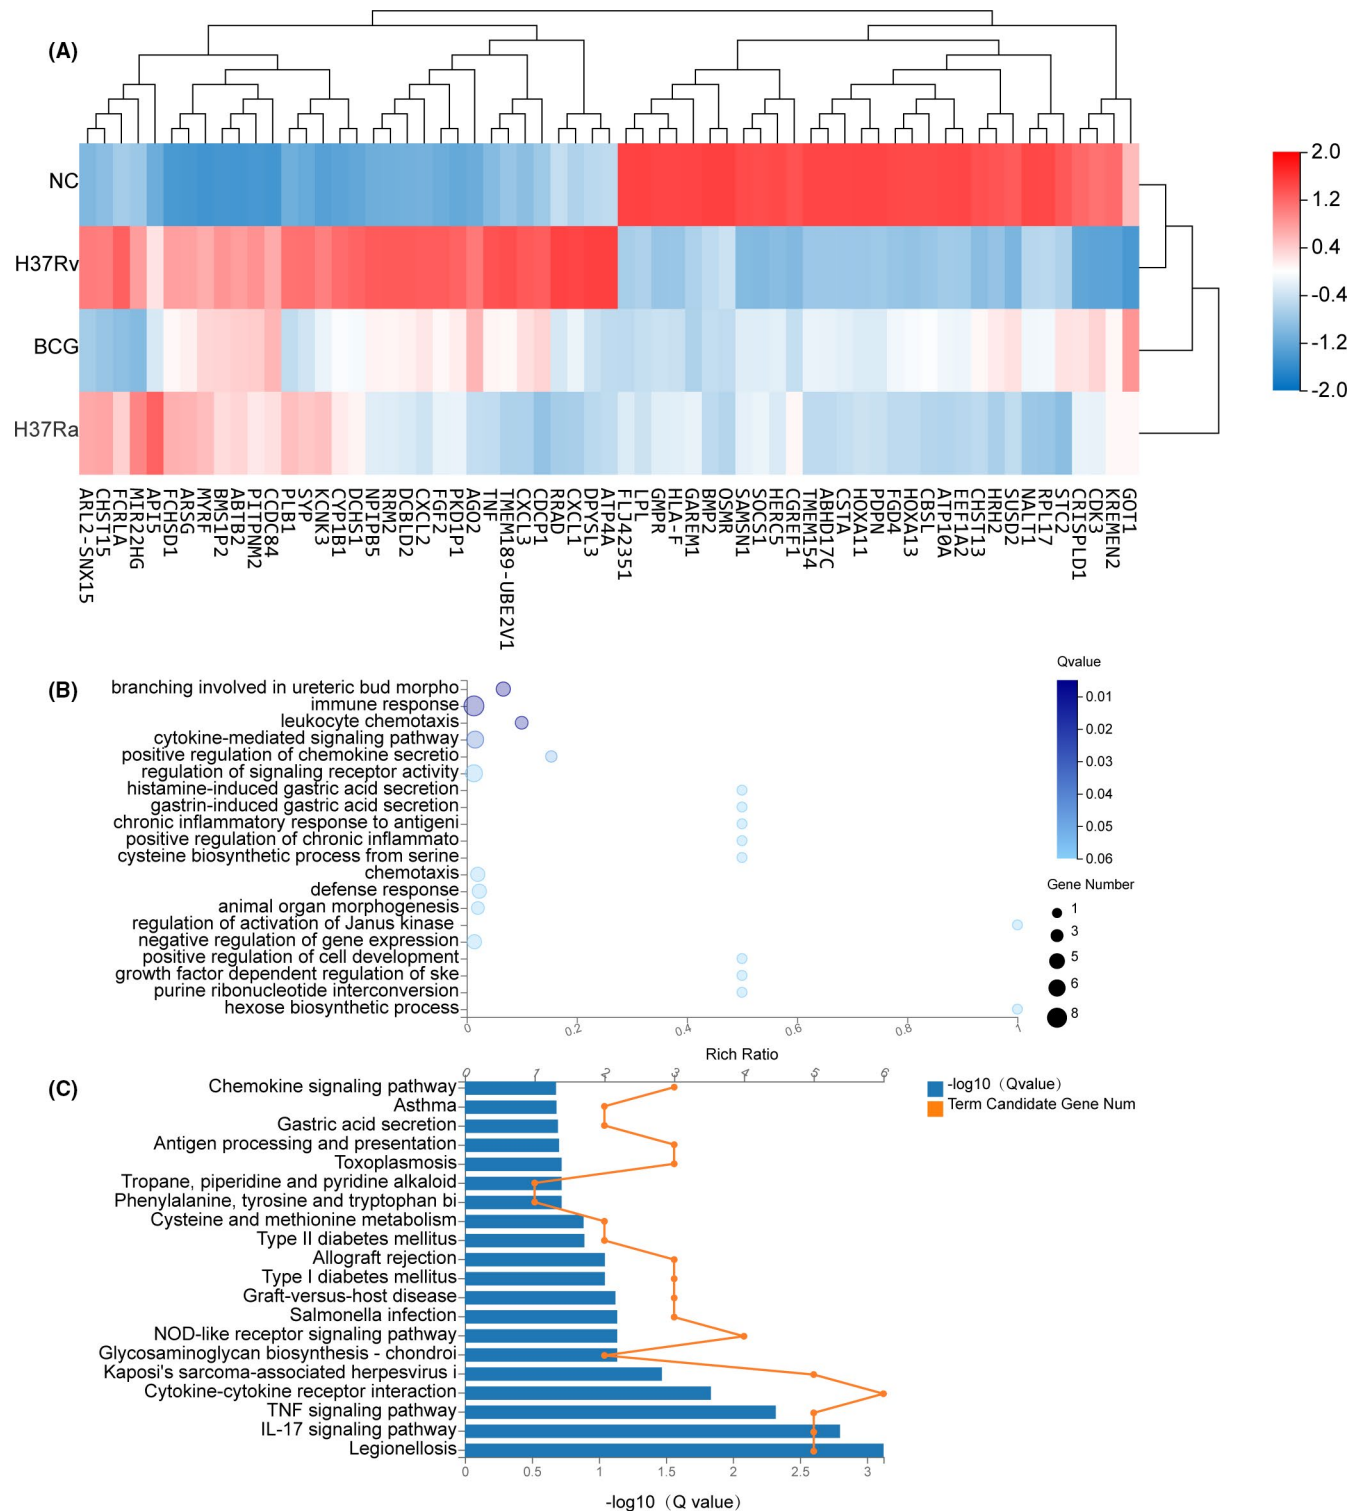 (A)
NC
H37Rv
BCG
H37Ra
2.0
1.2
0.4
-0.4
-1.2
-2.0
ARL2-SNX15
CHST15
FCRLA
MIR22HG
API5
FCHSD1
ARSG
MYRF
BMS1P2
ABTB2
PITPNM2
CCDC84
PLB1
SYP
KCNK3
CYP1B1
DCHS1
NPIPB5
RRM2
DCBLD2
CXCL2
FGF2
PKD1P1
AGO2
TNF
TMEM189-UBE2V1
CXCL3
CDCP1
RRAD
CXCL1
DPYSL3
ATP4A
FLJ42351
LPL
GMPR
HLA-F
GAREM1
BMP2
OSMR
SAMSN1
SOCS1
HERC5
CGREF1
TMEM154
ABHD17C
CSTA
HOXA11
PDPN
FGD4
HOXA13
CBSL
ATP10A
EEF1A2
CHST13
HRH2
SUSD2
NALT1
RPL17
STC2
CRISPLD1
CDK3
KREMEN2
GOT1
(B)
branching involved in ureteric bud morpho
immune response
leukocyte chemotaxis
cytokine-mediated signaling pathway
positive regulation of chemokine secretio
regulation of signaling receptor activity
histamine-induced gastric acid secretion
gastrin-induced gastric acid secretion
chronic inflammatory response to antigeni
positive regulation of chronic inflammato
cysteine biosynthetic process from serine
chemotaxis
defense response
animal organ morphogenesis
regulation of activation of Janus kinase
negative regulation of gene expression
positive regulation of cell development
growth factor dependent regulation of ske
purine ribonucleotide interconversion
hexose biosynthetic process
0 0.2 0.4 0.6 0.8 1
Rich Ratio
Qvalue
0.01
0.02
0.03
0.04
0.05
0.06
Gene Number
1
3
5
6
8
(C)
0 1 2 3 4 5 6
Chemokine signaling pathway
Asthma
Gastric acid secretion
Antigen processing and presentation
Toxoplasmosis
Tropane, piperidine and pyridine alkaloid
Phenylalanine, tyrosine and tryptophan bi
Cysteine and methionine metabolism
Type II diabetes mellitus
Allograft rejection
Type I diabetes mellitus
Graft-versus-host disease
Salmonella infection
NOD-like receptor signaling pathway
Glycosaminoglycan biosynthesis - chondroi
Kaposi's sarcoma-associated herpesvirus i
Cytokine-cytokine receptor interaction
TNF signaling pathway
IL-17 signaling pathway
Legionellosis
0 0.5 1 1.5 2 2.5 3
-log10（Q value）
-log10（Qvalue）
Term Candidate Gene Num